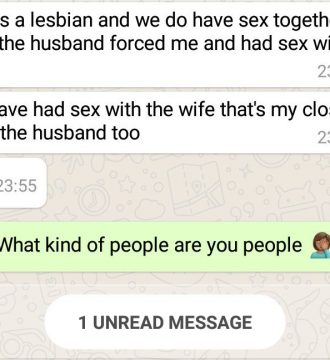 s a lesbian and we do have sex togeth
the husband forced me and had sex wi
23
ave had sex with the wife that's my clo
the husband too
23
23:55
What kind of people are you people
1 UNREAD MESSAGE